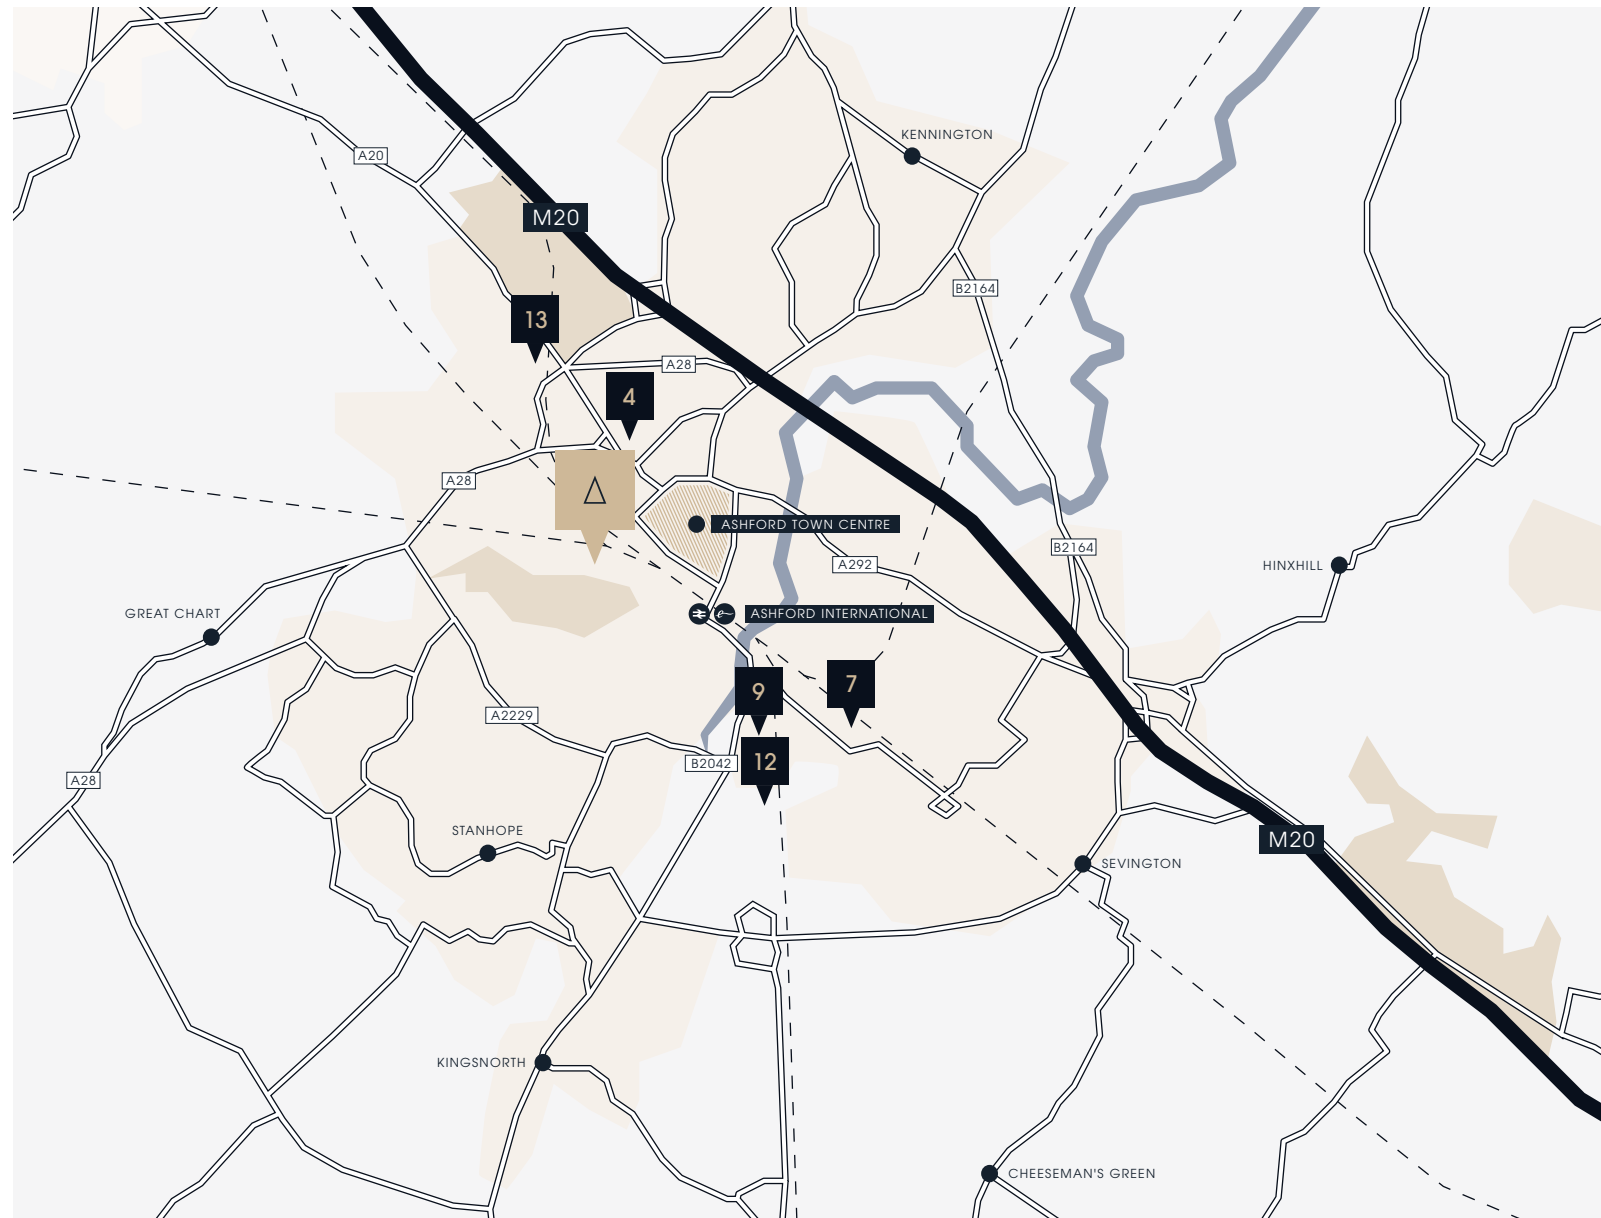 KENNINGTON
A20
M20
B2164
13
A28
4
A28
ASHFORD TOWN CENTRE
B2164
A292
HINXHILL
GREAT CHART
ASHFORD INTERNATIONAL
9
7
A2229
B2042
12
A28
STANHOPE
M20
SEVINGTON
KINGSNORTH
CHEESEMAN'S GREEN